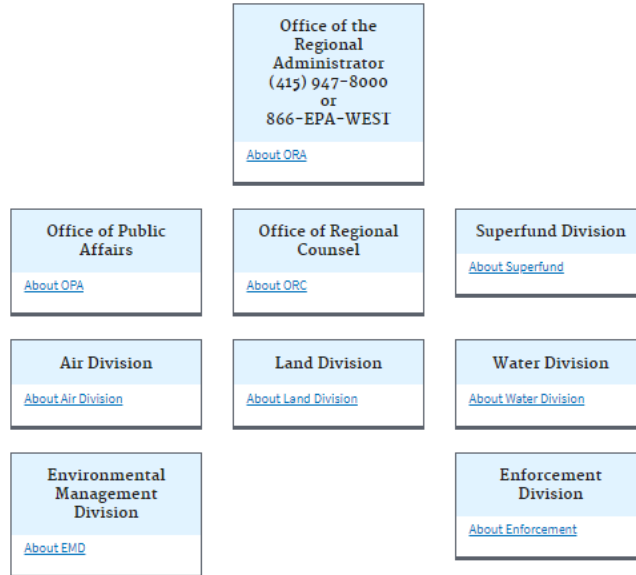 Office of the
Regional
Administrator
(415) 947-8000
or
866-EPA-WEST
About ORA
Office of Public
Affairs
About OPA
Office of Regional
Counsel
About ORC
Superfund Division
About Superfund
Air Division
About Air Division
Land Division
About Land Division
Water Division
About Water Division
Environmental
Management
Division
About EMD
Enforcement
Division
About Enforcement